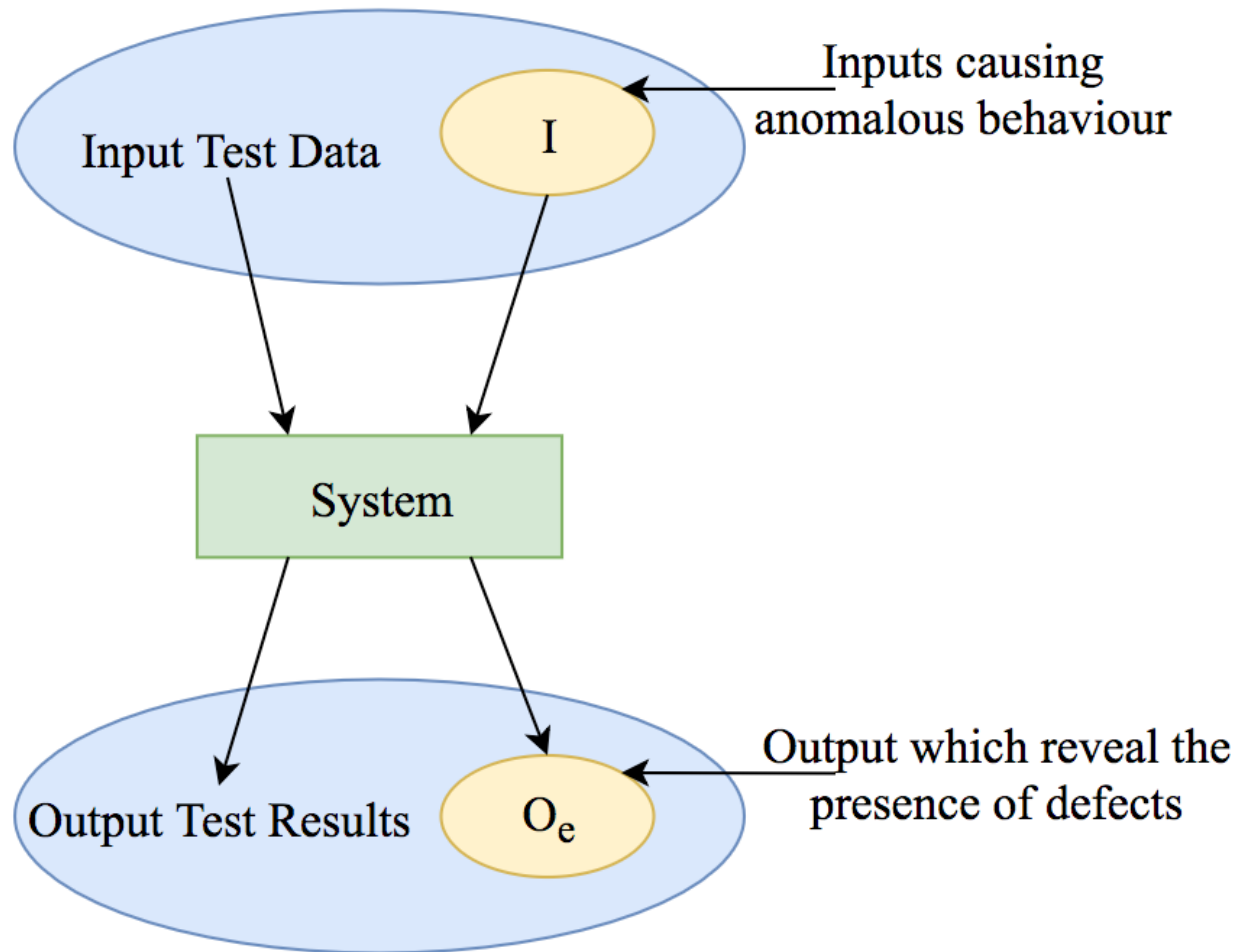 Inputs causing
anomalous behaviour
Input Test Data
I
System
Output which reveal the
presence of defects
Output Test Results
Oe